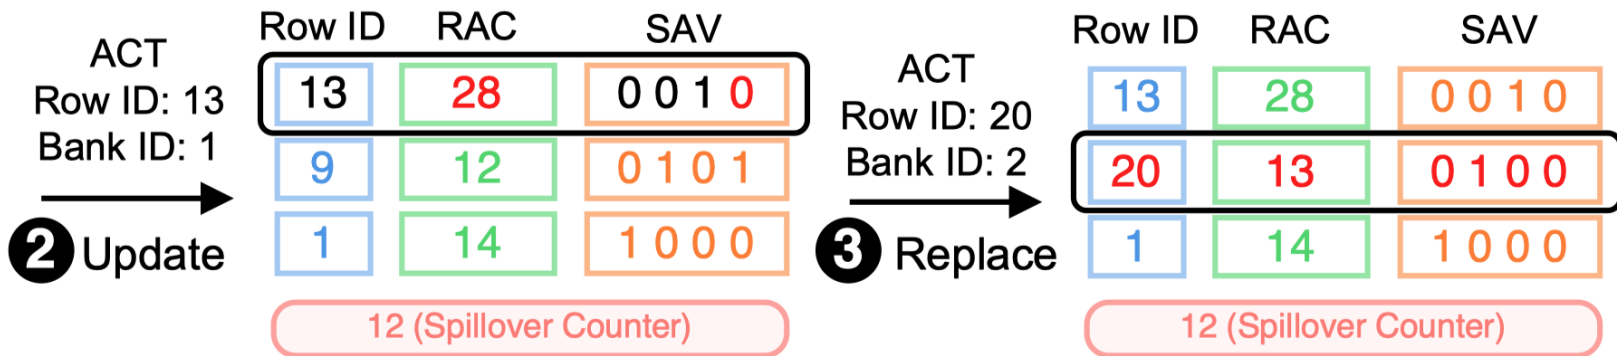 ACT
Row ID: 13
Bank ID: 1
2 Update
Row ID RAC SAV
13 28 0 0 1 0
9 12 0 1 0 1
1 14 1 0 0 0
12 (Spillover Counter)
ACT
Row ID: 20
Bank ID: 2
3 Replace
Row ID RAC SAV
13 28 0 0 1 0
20 13 0 1 0 0
1 14 1 0 0 0
12 (Spillover Counter)